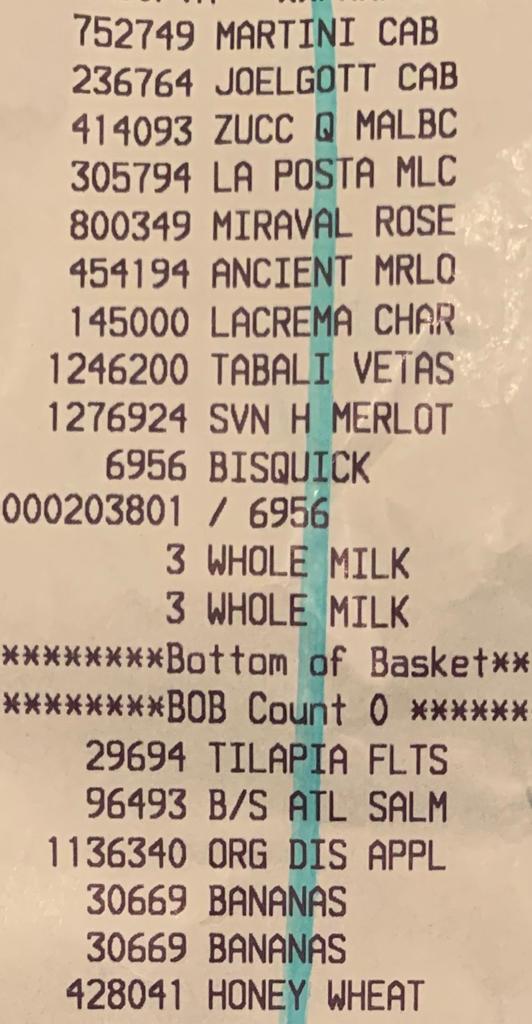 752749 MARTINI CAB
236764 JOELGOTT CAB
414093 ZUCC Q MALBC
305794 LA POSTA MLC
800349 MIRAVAL ROSE
454194 ANCIENT MRLO
145000 LACREMA CHAR
1246200 TABALI VETAS
1276924 SVN H MERLOT
6956 BISQUICK
000203801 / 6956
3 WHOLE MILK
3 WHOLE MILK
********Bottom of Basket**
********BOB Count 0 ******
29694 TILAPIA FLTS
96493 B/S ATL SALM
1136340 ORG DIS APPL
30669 BANANAS
30669 BANANAS
428041 HONEY WHEAT